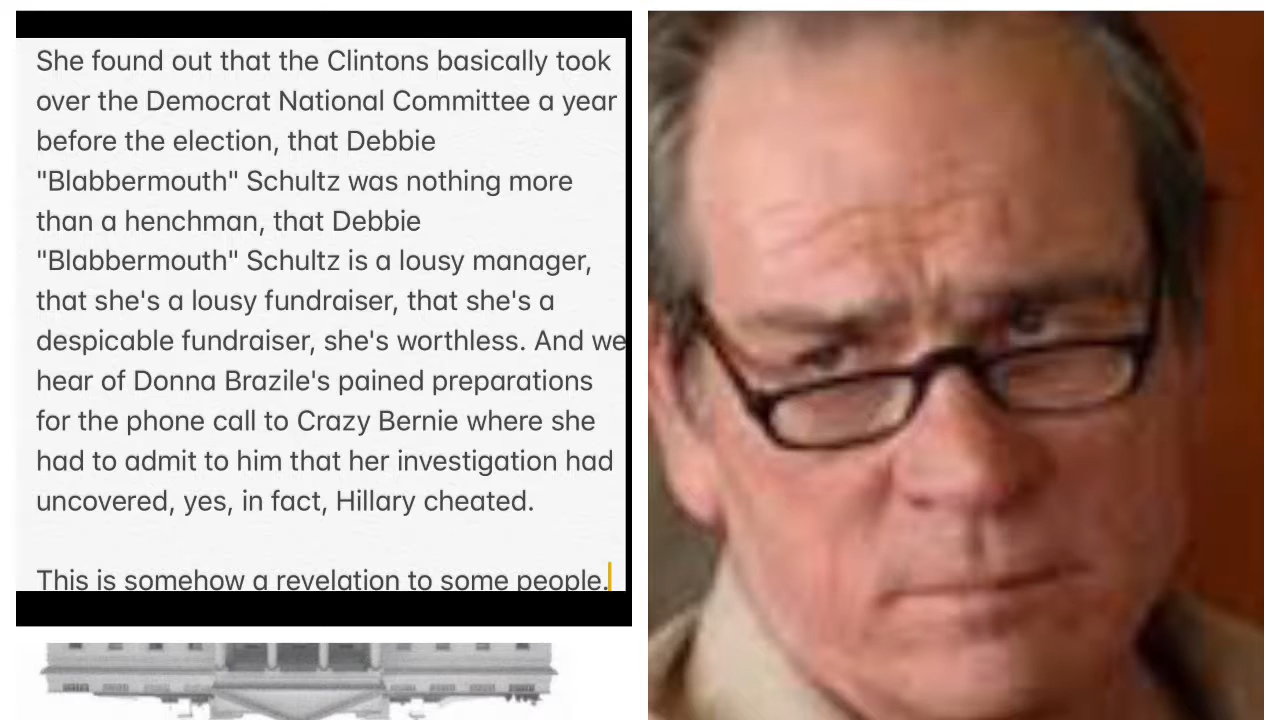 She found out that the Clintons basically took
over the Democrat National Committee a year
before the election, that Debbie
"Blabbermouth" Schultz was nothing more
than a henchman, that Debbie
"Blabbermouth" Schultz is a lousy manager,
that she's a lousy fundraiser, that she's a
despicable fundraiser, she's worthless. And we
hear of Donna Brazile's pained preparations
for the phone call to Crazy Bernie where she
had to admit to him that her investigation had
uncovered, yes, in fact, Hillary cheated.
This is somehow a revelation to some people.